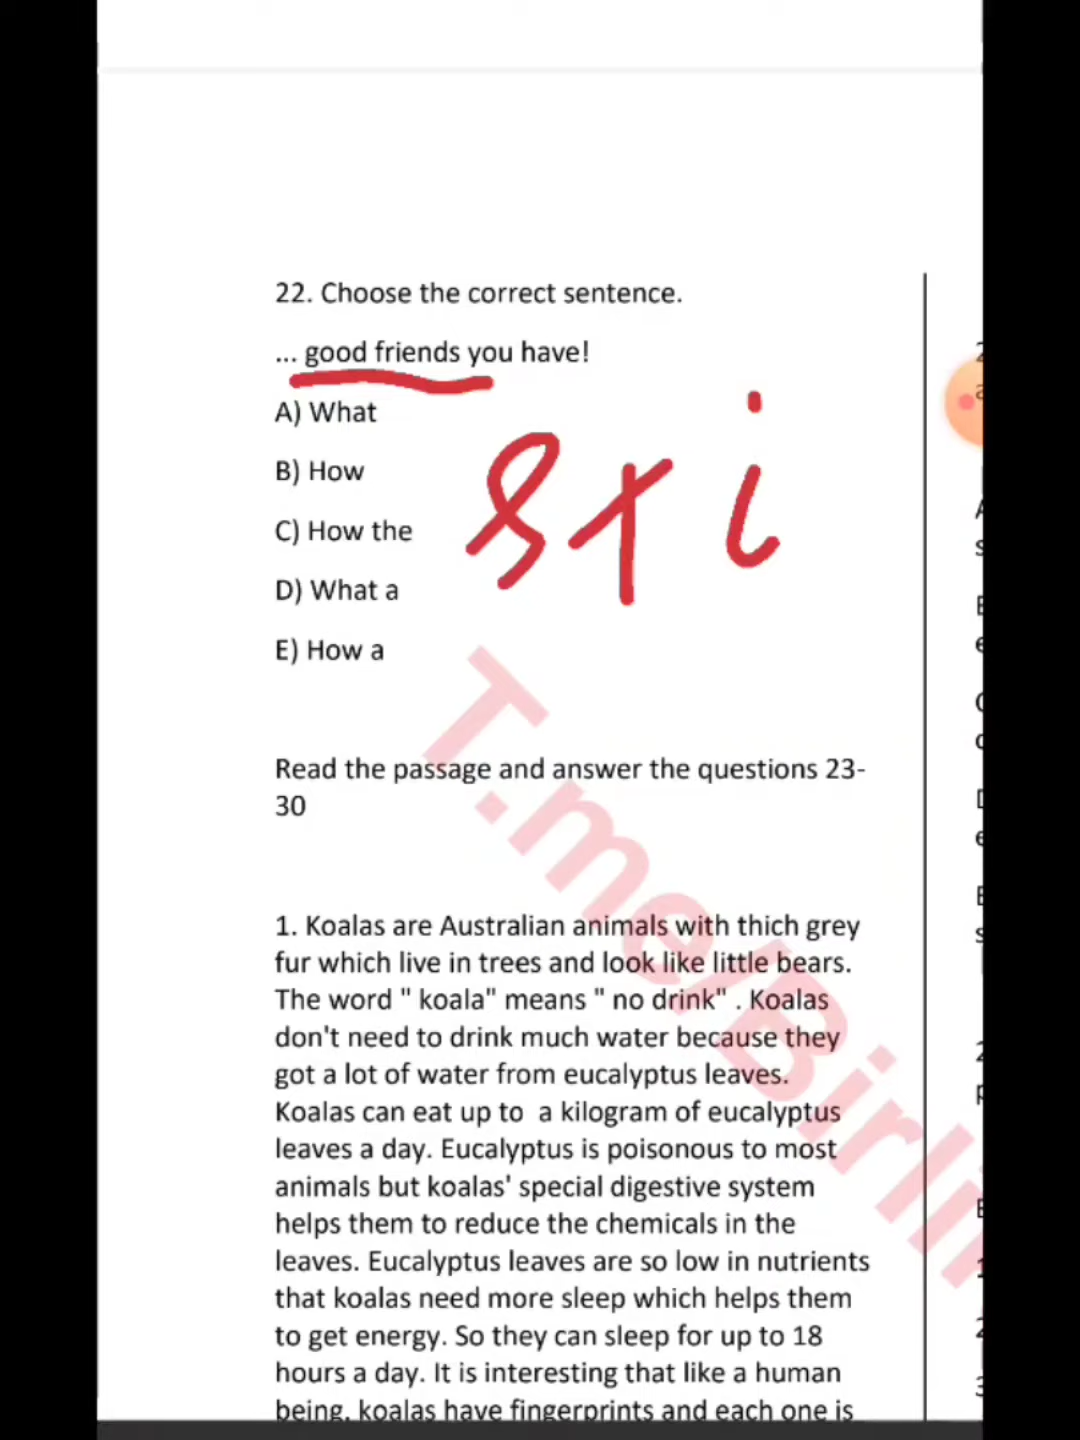 22. Choose the correct sentence.
... good friends you have!
A) What
B) How
C) How the
D) What a
E) How a
Read the passage and answer the questions 23-
30
1. Koalas are Australian animals with thich grey
fur which live in trees and look like little bears.
The word " koala" means " no drink" . Koalas
don't need to drink much water because they
got a lot of water from eucalyptus leaves.
Koalas can eat up to  a kilogram of eucalyptus
leaves a day. Eucalyptus is poisonous to most
animals but koalas' special digestive system
helps them to reduce the chemicals in the
leaves. Eucalyptus leaves are so low in nutrients
that koalas need more sleep which helps them
to get energy. So they can sleep for up to 18
hours a day. It is interesting that like a human
being, koalas have fingerprints and each one is
T.me/Birli